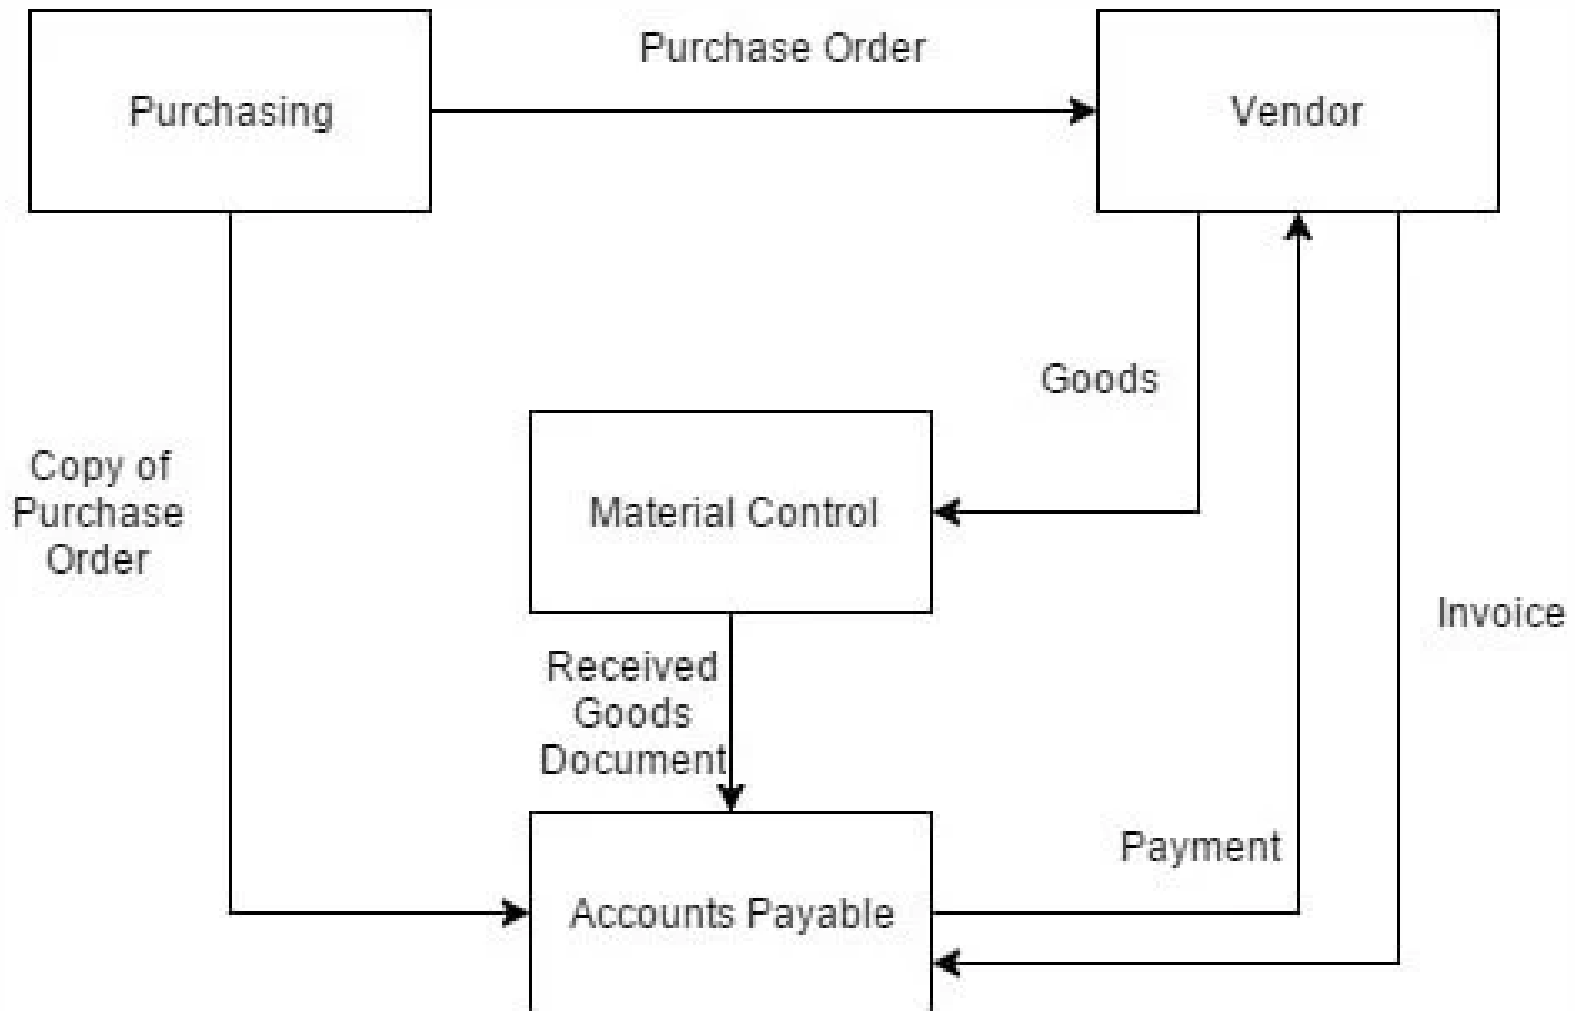 Purchase Order
Purchasing
Vendor
Goods
Copy of
Purchase
Order
Material Control
Invoice
Received
Goods
Document
Payment
Accounts Payable